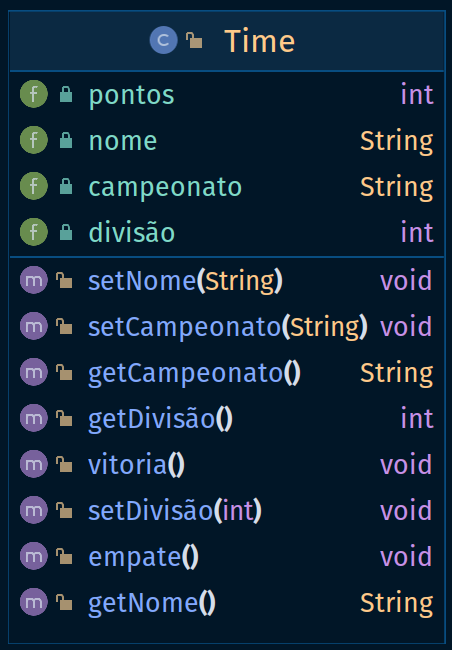 C Time
f pontos int
f nome String
f campeonato String
f divisão int
m setNome(String) void
m setCampeonato(String) void
m getCampeonato() String
m getDivisão() int
m vitoria() void
m setDivisão(int) void
m empate() void
m getNome() String